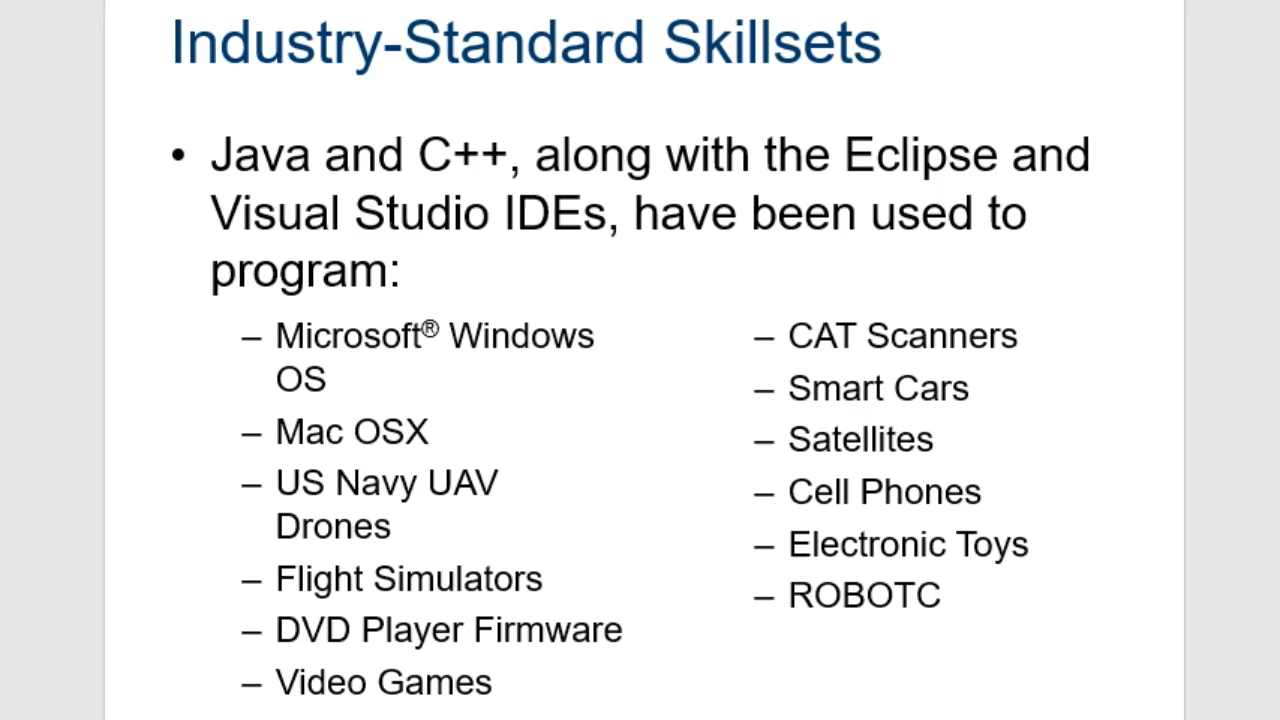 Industry-Standard Skillsets
• Java and C++, along with the Eclipse and
Visual Studio IDEs, have been used to
program:
– Microsoft® Windows
OS
– Mac OSX
– US Navy UAV
Drones
– Flight Simulators
– DVD Player Firmware
– Video Games
– CAT Scanners
– Smart Cars
– Satellites
– Cell Phones
– Electronic Toys
– ROBOTC